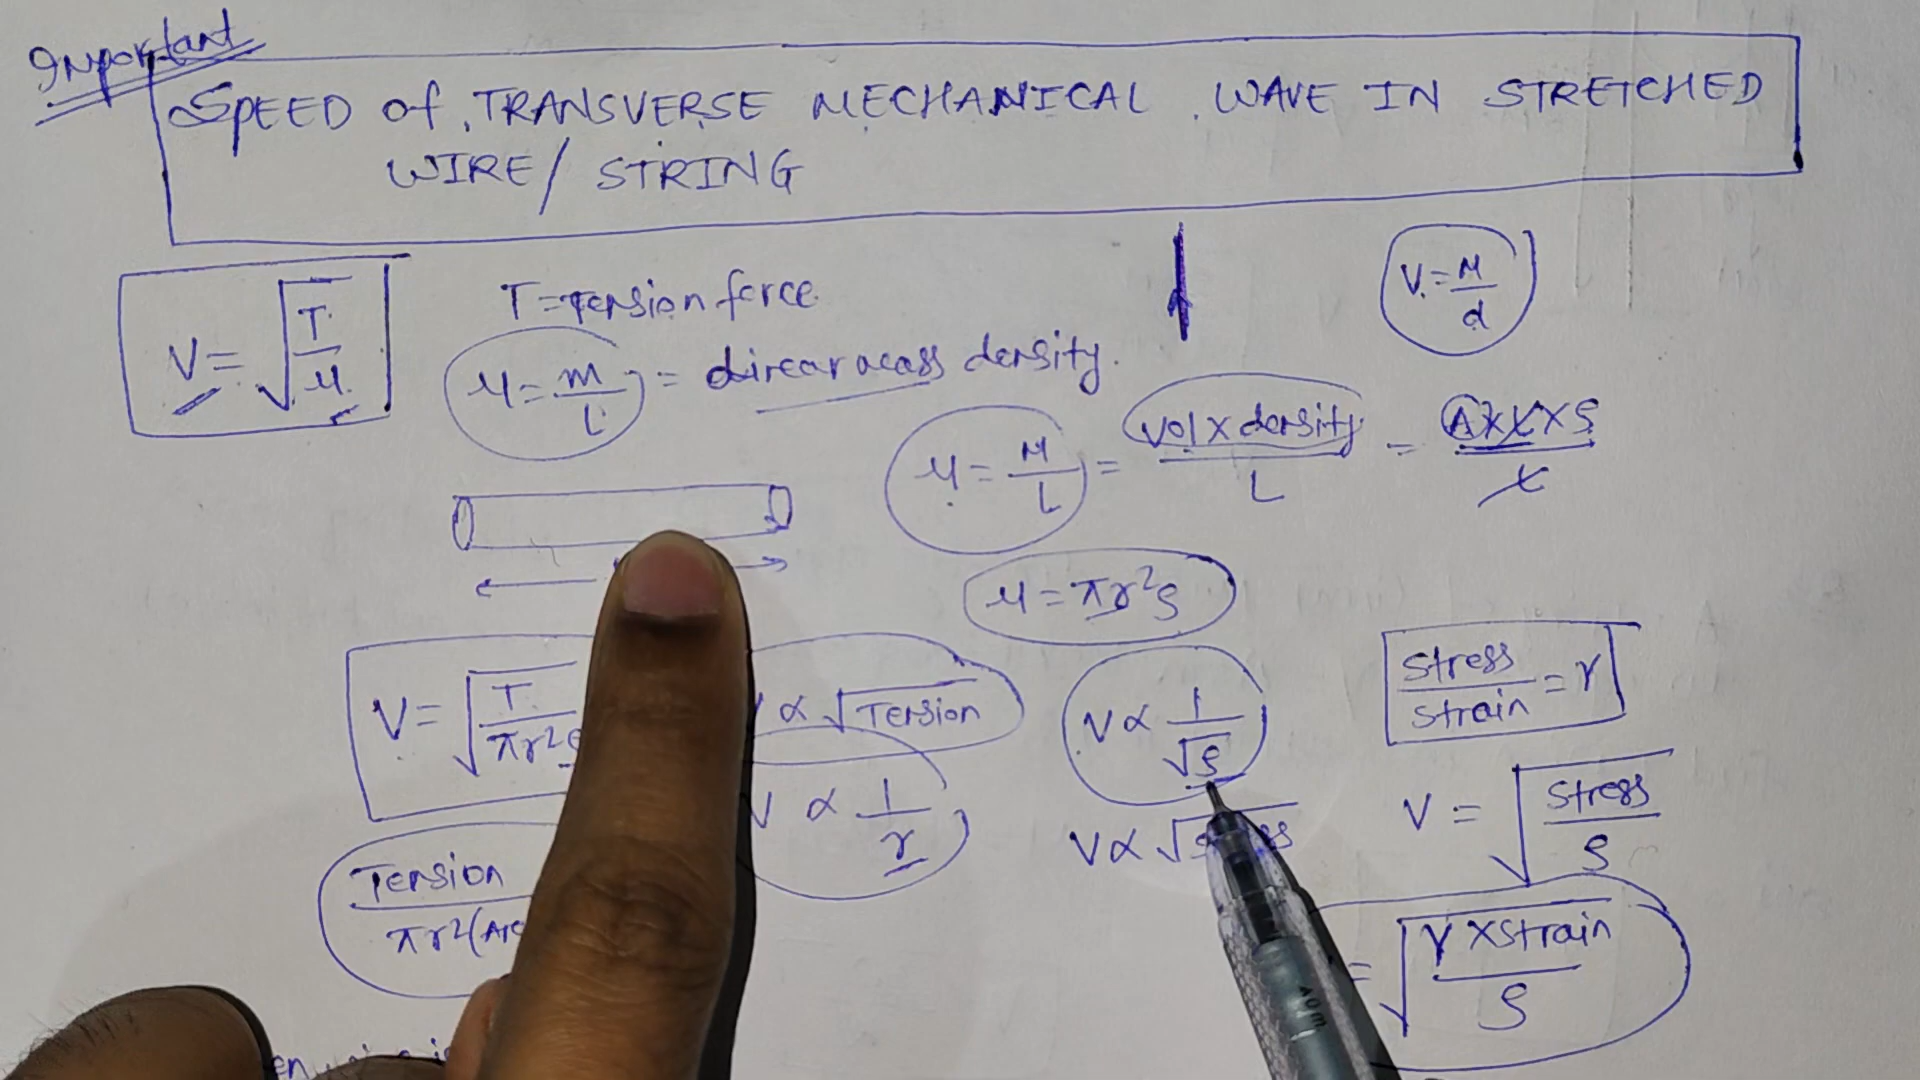 Important
SPEED of TRANSVERSE MECHANICAL WAVE IN STRETCHED
WIRE/ STRING
V=√(T/μ)
T=Tension force
V=M/d
μ=m/L = Linear mass density.
μ=M/L = vol x density/L = A×L×ρ/L
μ=πr²ρ
V=√(T/πr²ρ)
V ∝ √Tension
V ∝ 1/√ρ
Stress/Strain = Y
V ∝ 1/r
V ∝ √Stress
V = √(Stress/ρ)
Tension/πr²
= √(Y×Strain/ρ)